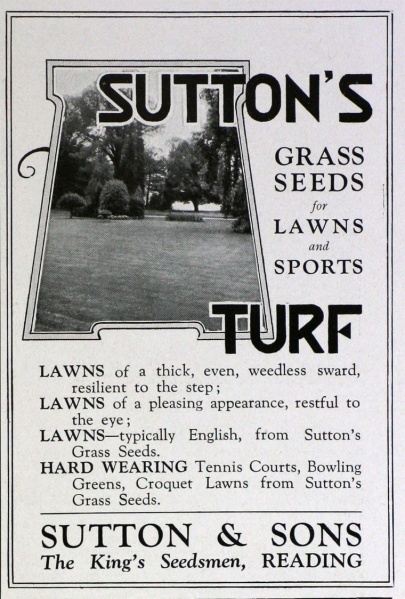 SUTTON'S
GRASS
SEEDS
for
LAWNS
and
SPORTS
TURF
LAWNS of a thick, even, weedless sward,
resilient to the step;
LAWNS of a pleasing appearance, restful to
the eye;
LAWNS—typically English, from Sutton's
Grass Seeds.
HARD WEARING Tennis Courts, Bowling
Greens, Croquet Lawns from Sutton's
Grass Seeds.
SUTTON & SONS
The King's Seedsmen, READING